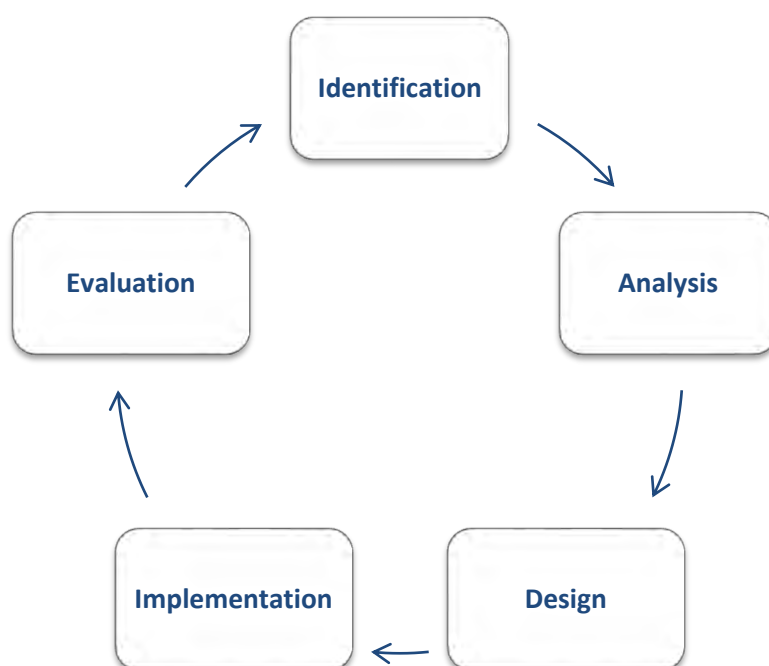 Identification
Analysis
Design
Implementation
Evaluation